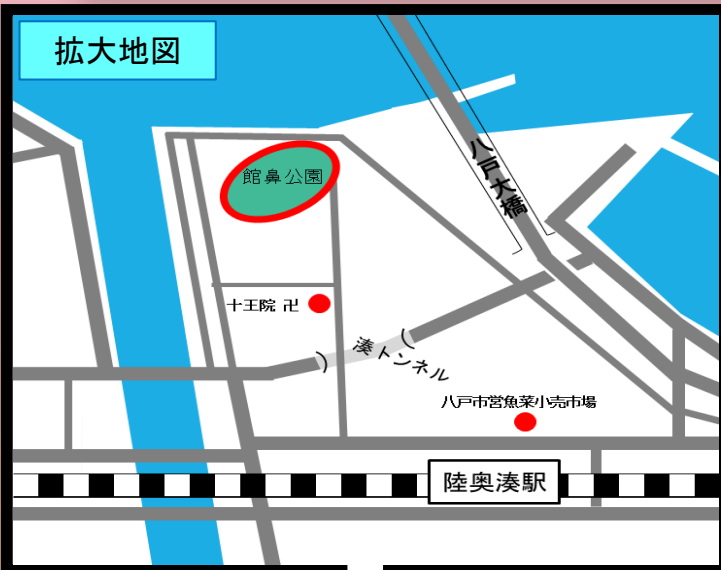 拡大地図
館鼻公園
八戸大橋
十王院 卍
湊トンネル
八戸市営魚菜小売市場
陸奥湊駅